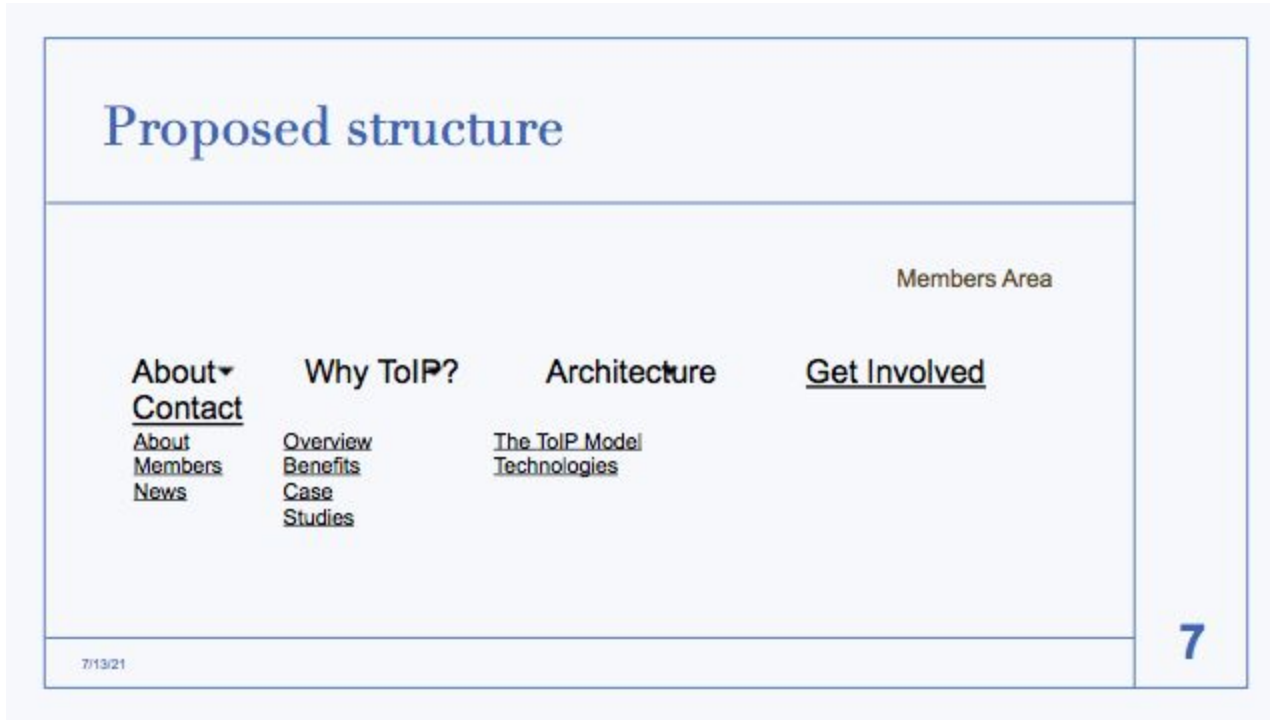 Proposed structure
Members Area
About Why ToIP? Architecture Get Involved
Contact
About Overview The ToIP Model
Members Benefits Technologies
News Case
Studies
7/13/21
7